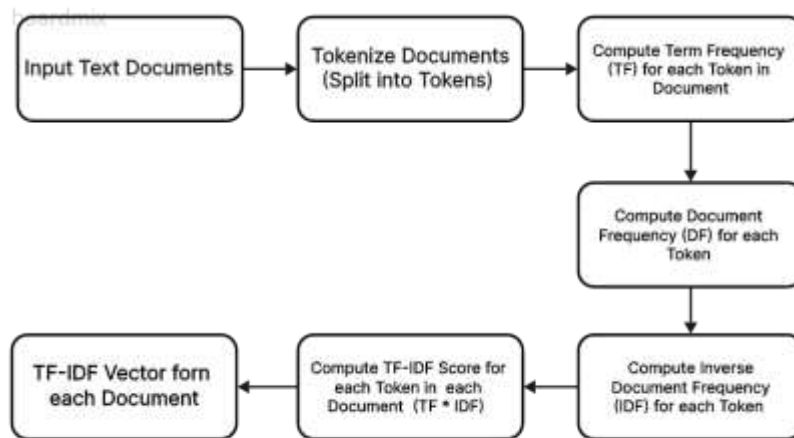 boardmix
Input Text Documents
Tokenize Documents
(Split into Tokens)
Compute Term Frequency
(TF) for each Token in
Document
Compute Document
Frequency (DF) for each
Token
Compute Inverse
Document Frequency
(IDF) for each Token
Compute TF-IDF Score for
each Token in each
Document (TF * IDF)
TF-IDF Vector forn
each Document